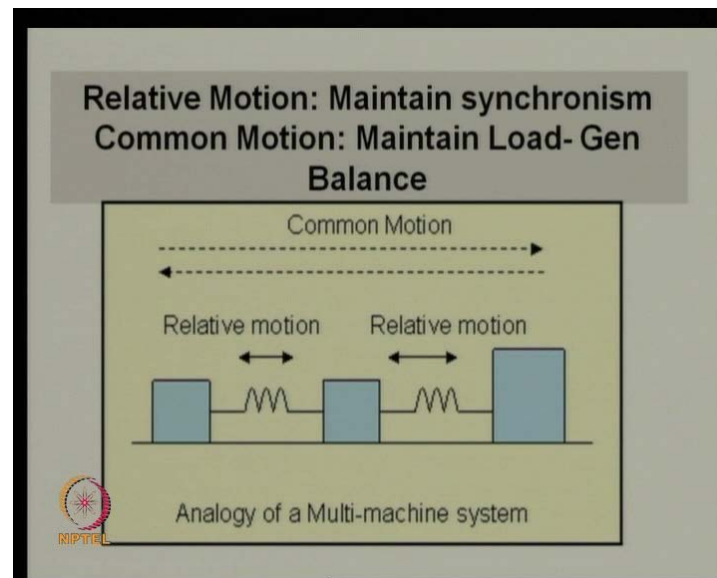 Relative Motion: Maintain synchronism
Common Motion: Maintain Load- Gen
Balance
Common Motion
Relative motion Relative motion
Analogy of a Multi-machine system
NPTEL